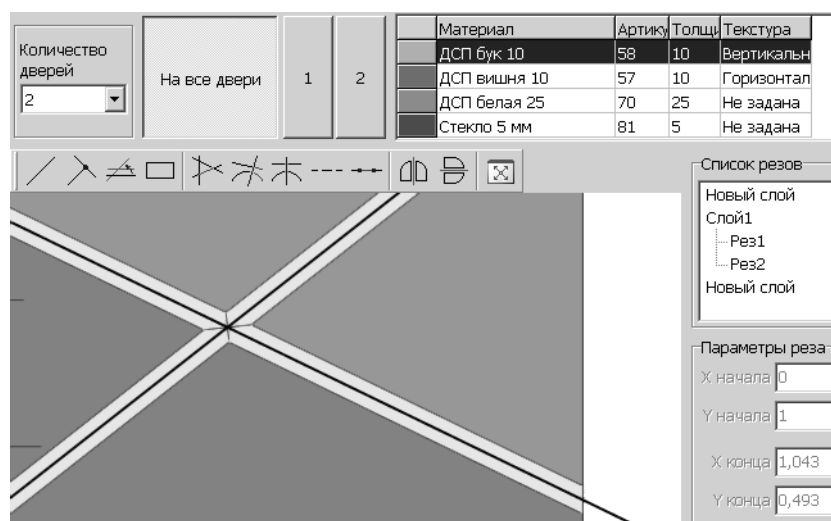 Количество
дверей
2
На все двери
1
2
Материал Артику Толщи Текстура
ДСП бук 10 58 10 Вертикальн
ДСП вишня 10 57 10 Горизонтал
ДСП белая 25 70 25 Не задана
Стекло 5 мм 81 5 Не задана
Список резов
Новый слой
Слой1
Рез1
Рез2
Новый слой
Параметры реза
X начала 0
Y начала 1
X конца 1,043
Y конца 0,493